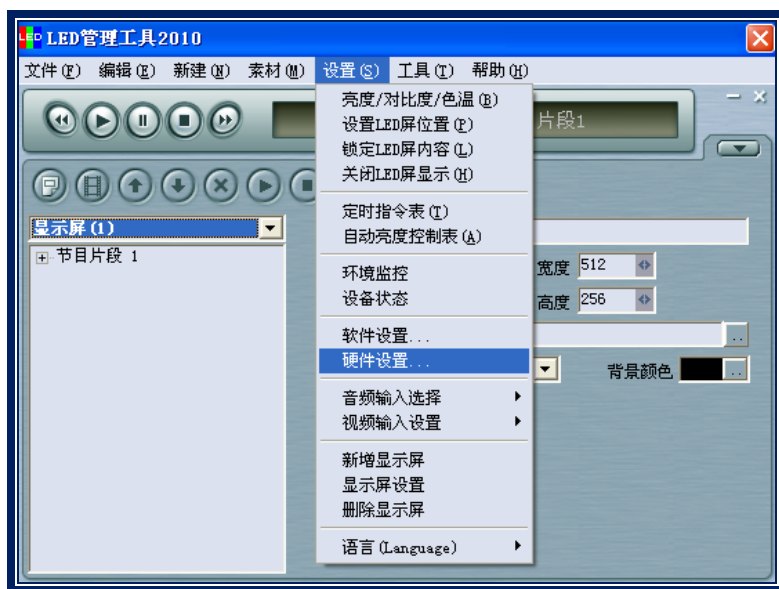 LED LED管理工具2010
文件(F) 编辑(E) 新建(N) 素材(M) 设置(S) 工具(T) 帮助(H)
亮度/对比度/色温(B)
设置LED屏位置(P)
片段1
锁定LED屏内容(L)
关闭LED屏显示(H)
定时指令表(T)
显示屏(1)
自动亮度控制表(A)
节目片段 1
环境监控
宽度 512
设备状态
高度 256
软件设置...
..
硬件设置...
背景颜色 ..
音频输入选择
视频输入设置
新增显示屏
显示屏设置
删除显示屏
语言(Language)